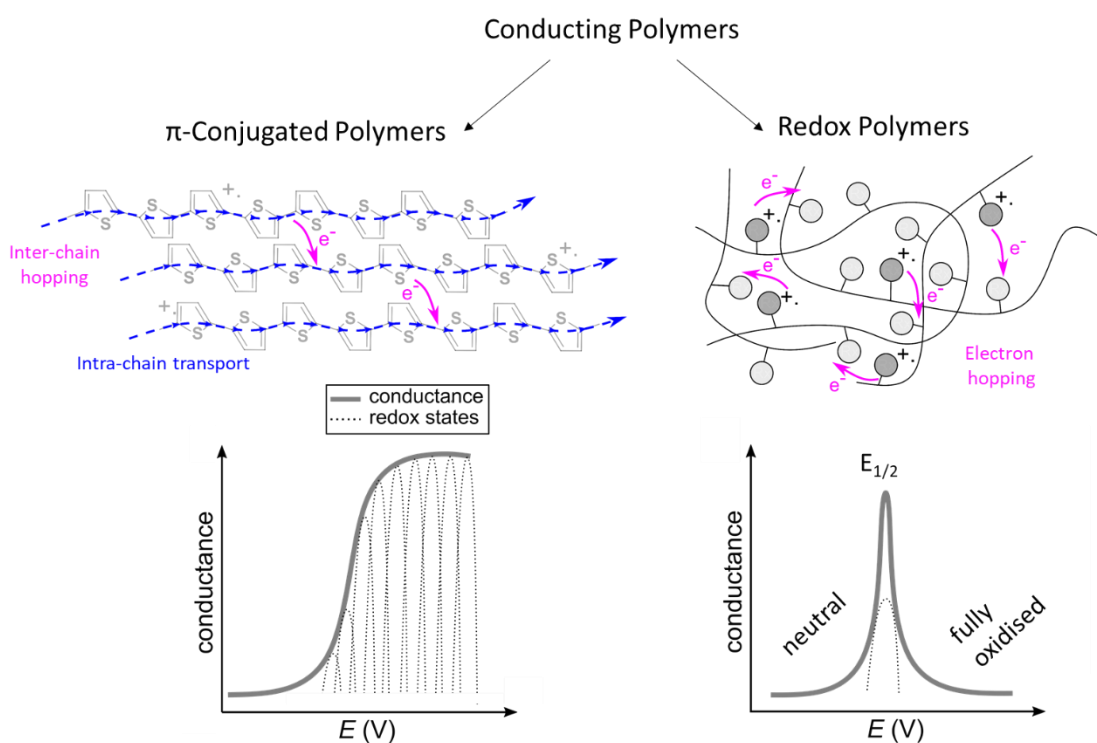 Conducting Polymers
π-Conjugated Polymers
+.
S S S S S S S S
e-
Inter-chain
hopping
S S S S S S S S
+.
e-
+.
S S S S S S S S
Intra-chain transport
Redox Polymers
e-
+.
+.
e-
+.
+.
e-
+.
e-
e-
Electron
hopping
conductance
redox states
conductance
E (V)
E1/2
conductance
neutral
fully
oxidised
E (V)